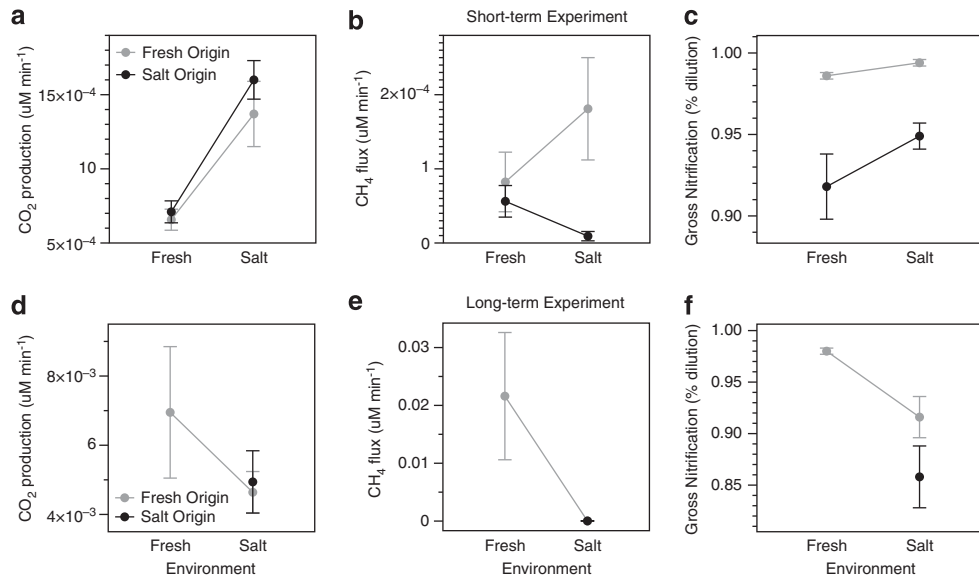 a
CO₂ production (uM min⁻¹)
15×10⁻⁴
10
5×10⁻⁴
Fresh Origin
Salt Origin
Fresh Salt
b
Short-term Experiment
CH₄ flux (uM min⁻¹)
2×10⁻⁴
1
0
Fresh Salt
c
Gross Nitrification (% dilution)
1.00
0.95
0.90
Fresh Salt
d
CO₂ production (uM min⁻¹)
8×10⁻³
6
4×10⁻³
Fresh Origin
Salt Origin
Fresh Salt
Environment
e
Long-term Experiment
CH₄ flux (uM min⁻¹)
0.03
0.02
0.01
0
Fresh Salt
Environment
f
Gross Nitrification (% dilution)
1.00
0.95
0.90
0.85
Fresh Salt
Environment